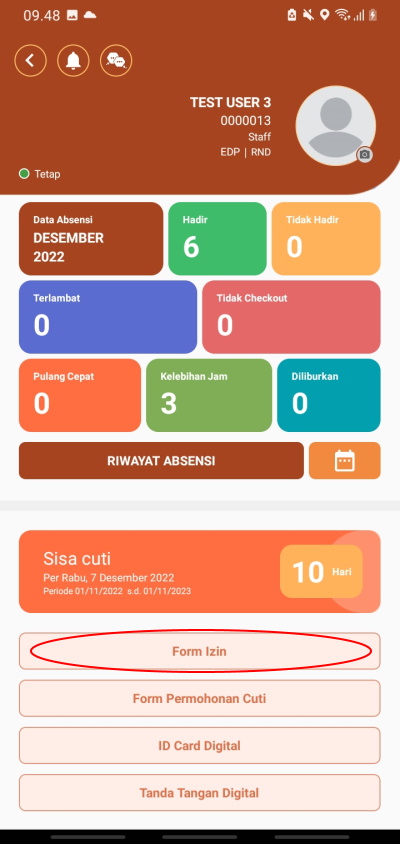 09.48
TEST USER 3
0000013
Staff
EDP | RND
Tetap
Data Absensi
DESEMBER
2022
Hadir
6
Tidak Hadir
0
Terlambat
0
Tidak Checkout
0
Pulang Cepat
0
Kelebihan Jam
3
Diliburkan
0
RIWAYAT ABSENSI
Sisa cuti
Per Rabu, 7 Desember 2022
Periode 01/11/2022 s.d. 01/11/2023
10 Hari
Form Izin
Form Permohonan Cuti
ID Card Digital
Tanda Tangan Digital